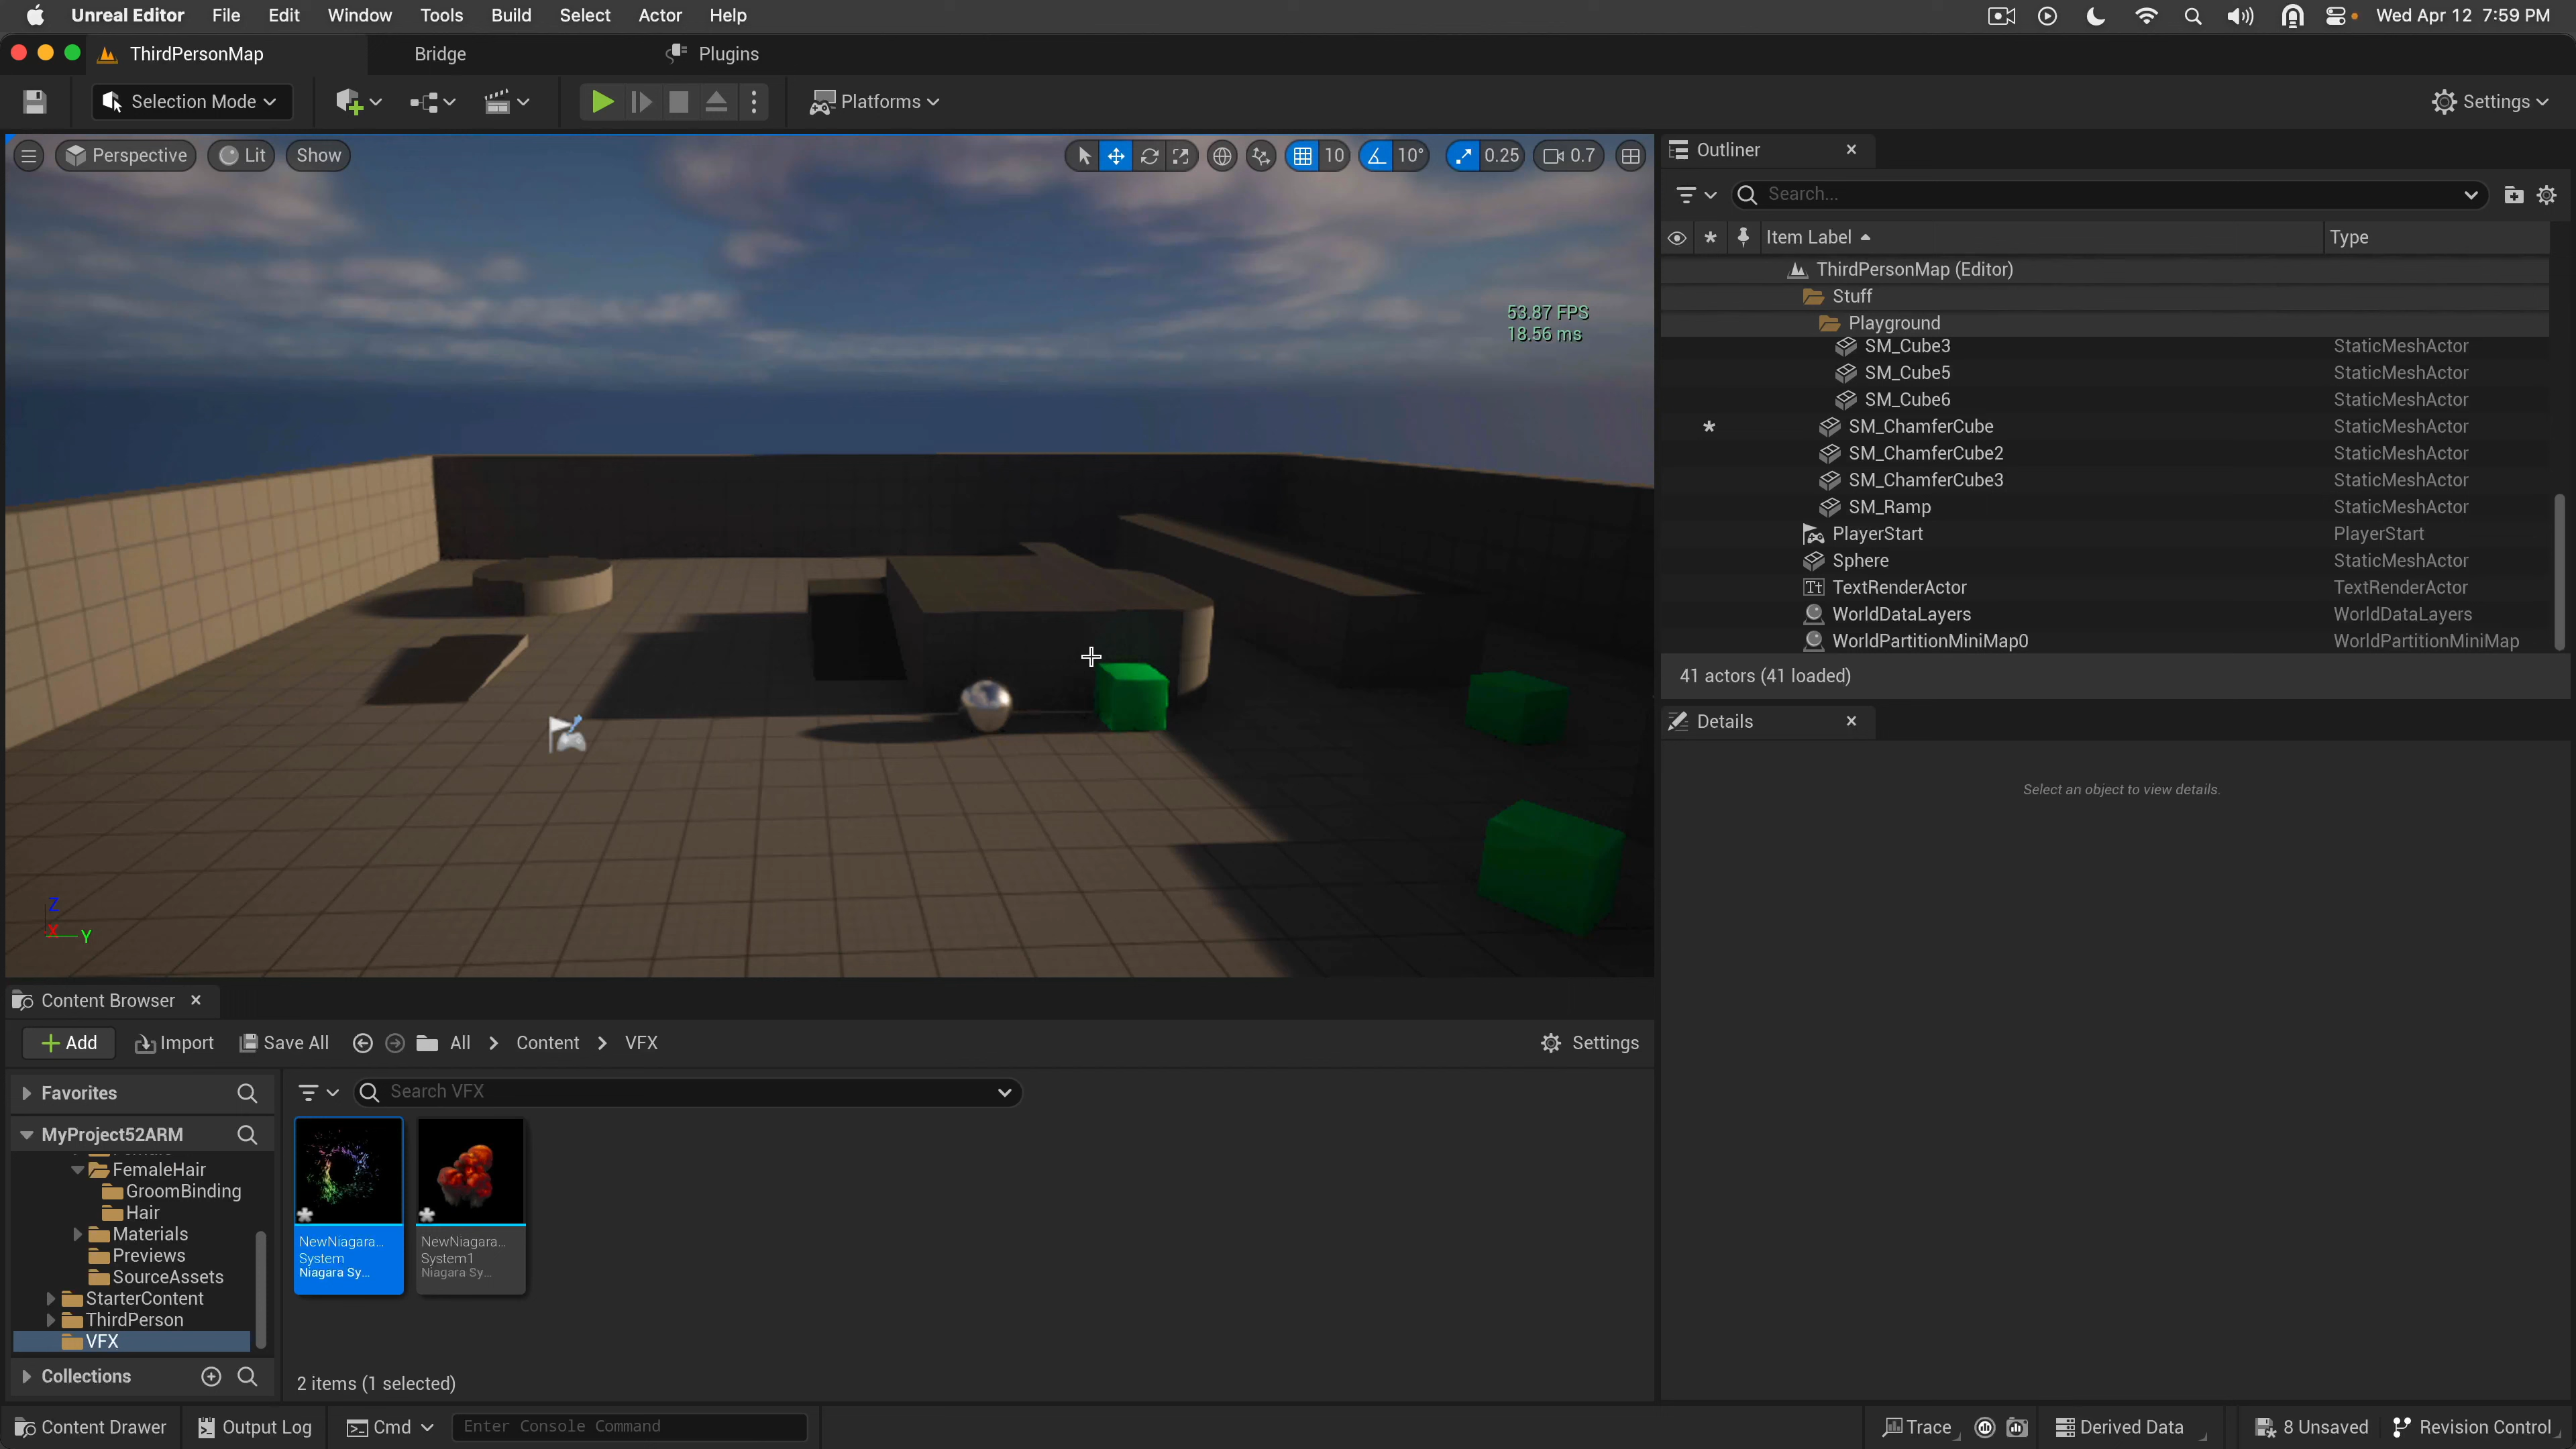 Unreal Editor File Edit Window Tools Build Select Actor Help Wed Apr 12 7:59 PM
ThirdPersonMap Bridge Plugins
Selection Mode Platforms Settings
Perspective Lit Show 10 10° 0.25 0.7
53.87 FPS
18.56 ms
Z
X Y
Outliner
Search...
Item Label Type
ThirdPersonMap (Editor)
Stuff
Playground
SM_Cube3 StaticMeshActor
SM_Cube5 StaticMeshActor
SM_Cube6 StaticMeshActor
SM_ChamferCube StaticMeshActor
SM_ChamferCube2 StaticMeshActor
SM_ChamferCube3 StaticMeshActor
SM_Ramp StaticMeshActor
PlayerStart PlayerStart
Sphere StaticMeshActor
TextRenderActor TextRenderActor
WorldDataLayers WorldDataLayers
WorldPartitionMiniMap0 WorldPartitionMiniMap
41 actors (41 loaded)
Details
Select an object to view details.
Content Browser
Add Import Save All All > Content > VFX Settings
Favorites
Search VFX
MyProject52ARM
FemaleHair
GroomBinding
Hair
Materials
Previews
SourceAssets
StarterContent
ThirdPerson
VFX
Collections
NewNiagara...
System
Niagara Sy...
NewNiagara...
System1
Niagara Sy...
2 items (1 selected)
Content Drawer Output Log Cmd Enter Console Command Trace Derived Data 8 Unsaved Revision Control